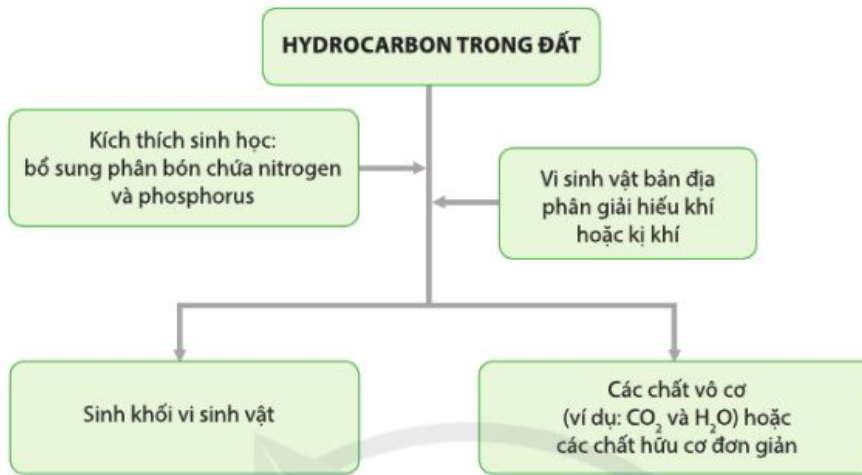 HYDROCARBON TRONG ĐẤT
Kích thích sinh học:
bổ sung phân bón chứa nitrogen
và phosphorus
Vi sinh vật bản địa
phân giải hiếu khí
hoặc kị khí
Sinh khối vi sinh vật
Các chất vô cơ
(ví dụ: CO₂ và H₂O) hoặc
các chất hữu cơ đơn giản